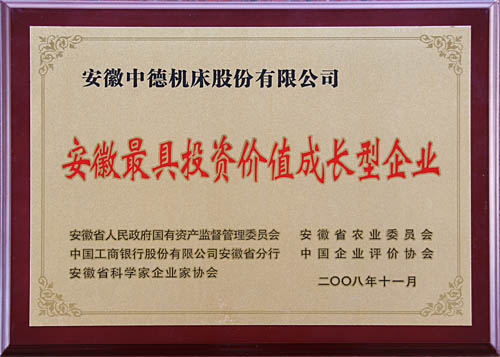 安徽中德机床股份有限公司
安徽最具投资价值成长型企业
安徽省人民政府国有资产监督管理委员会 安徽省农业委员会
中国工商银行股份有限公司安徽省分行 中国企业评价协会
安徽省科学家企业家协会
二〇〇八年十一月